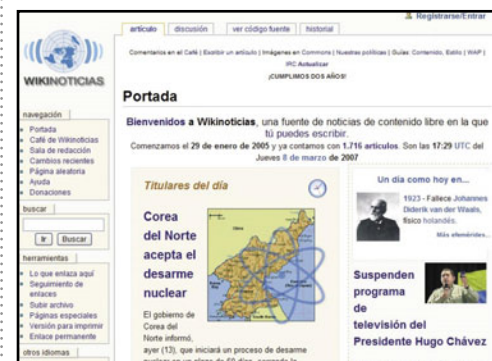 Registrarse/Entrar
artículo discusión ver código fuente historial
Comentarios en el Café | Escribir un artículo | Imágenes en Commons | Nuestras políticas | Guías: Contenido, Estilo | WAP |
IRC Actualizar
¡CUMPLIMOS DOS AÑOS!
WIKINOTICIAS
Portada
Bienvenidos a Wikinoticias, una fuente de noticias de contenido libre en la que
tú puedes escribir.
Comenzamos el 29 de enero de 2005 y ya contamos con 1.716 artículos. Son las 17:29 UTC del
Jueves 8 de marzo de 2007
navegación
Portada
Café de Wikinoticias
Sala de redacción
Cambios recientes
Página aleatoria
Ayuda
Donaciones
buscar
Ir Buscar
herramientas
Lo que enlaza aquí
Seguimiento de
enlaces
Subir archivo
Páginas especiales
Versión para imprimir
Enlace permanente
otros idiomas
Titulares del día
Corea
del Norte
acepta el
desarme
nuclear
El gobierno de
Corea del
Norte informó,
ayer (13), que iniciará un proceso de desarme
nuclear en un plazo de 60 días
Un día como hoy en...
1923 - Fallece Johannes
Diderik van der Waals,
físico holandés.
Más efemérides...
Suspenden
programa
de
televisión del
Presidente Hugo Chávez